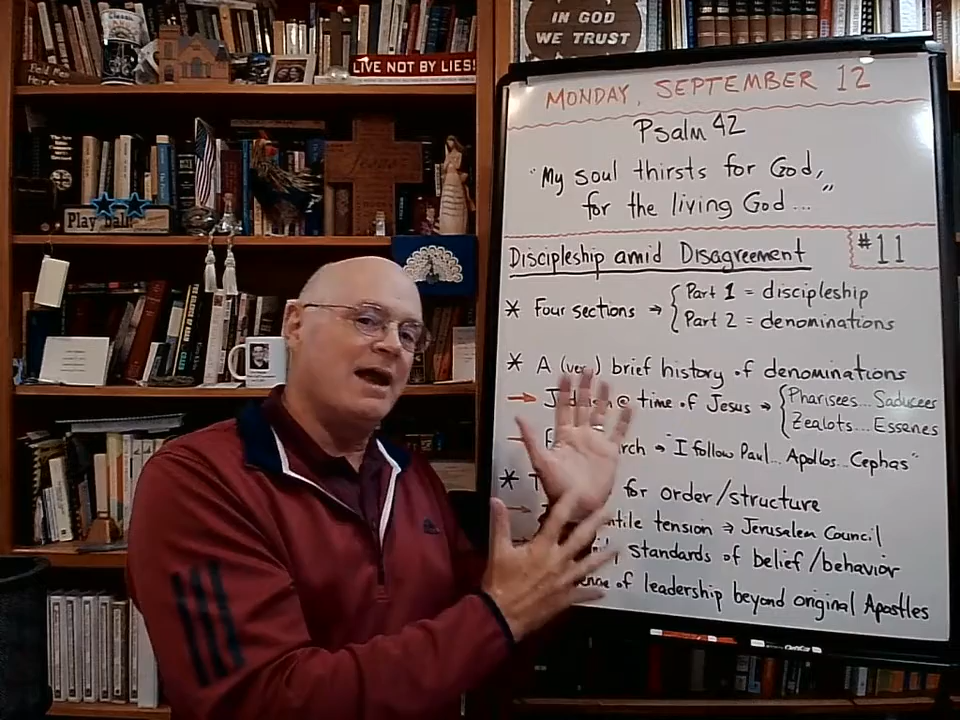 IN GOD
WE TRUST
LIVE NOT BY LIES!
Play ball
MONDAY, SEPTEMBER 12
Psalm 42
"My soul thirsts for God,
for the living God..."
Discipleship amid Disagreement
#11
* Four sections → { Part 1 = discipleship
Part 2 = denominations
* A (ver) brief history of denominations
→ @ time of Jesus → { Pharisees... Saducees
Zealots... Essenes
→ "I follow Paul... Apollos... Cephas"
* for order/structure
tension → Jerusalem Council
standards of belief/behavior
of leadership beyond original Apostles